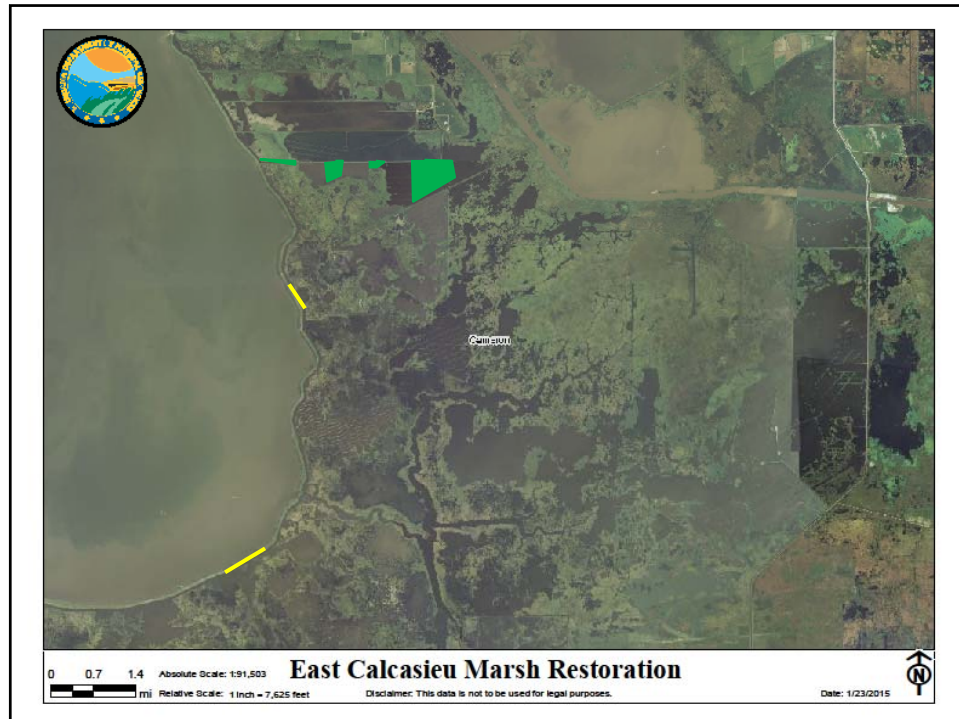 Cameron
0 0.7 1.4 mi
Absolute Scale: 1:91,503
Relative Scale: 1 inch = 7,625 feet
East Calcasieu Marsh Restoration
Disclaimer: This data is not to be used for legal purposes.
Date: 1/23/2015
N